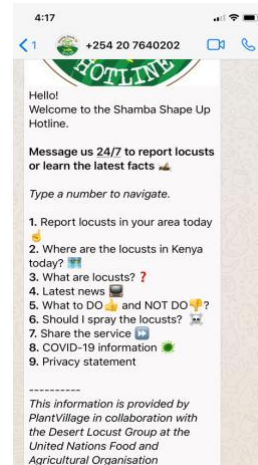 4:17
1
+254 20 7640202
HOTLINE
Hello!
Welcome to the Shamba Shape Up
Hotline.
Message us 24/7 to report locusts
or learn the latest facts 🦗
Type a number to navigate.
1. Report locusts in your area today
☝️
2. Where are the locusts in Kenya
today? 🗺️
3. What are locusts? ❓
4. Latest news 📰
5. What to DO 👍 and NOT DO 👎?
6. Should I spray the locusts? ☠️
7. Share the service ➡️
8. COVID-19 information
9. Privacy statement
----------
This information is provided by
PlantVillage in collaboration with
the Desert Locust Group at the
United Nations Food and
Agricultural Organisation